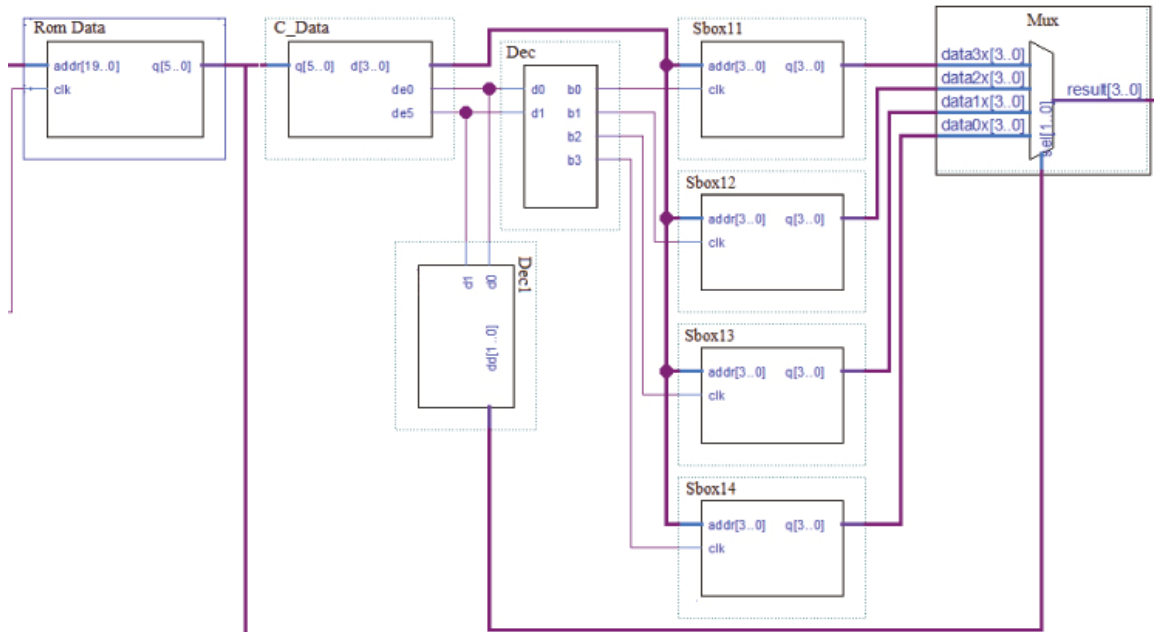 Rom Data
addr[19..0] q[5..0]
clk
C_Data
q[5..0] d[3..0]
de0
de5
Dec
d0 b0
d1 b1
b2
b3
Dec1
d1
d0
dd[1..0]
Sbox11
addr[3..0] q[3..0]
clk
Sbox12
addr[3..0] q[3..0]
clk
Sbox13
addr[3..0] q[3..0]
clk
Sbox14
addr[3..0] q[3..0]
clk
Mux
data3x[3..0]
data2x[3..0]
data1x[3..0]
data0x[3..0]
sel[1..0]
result[3..0]